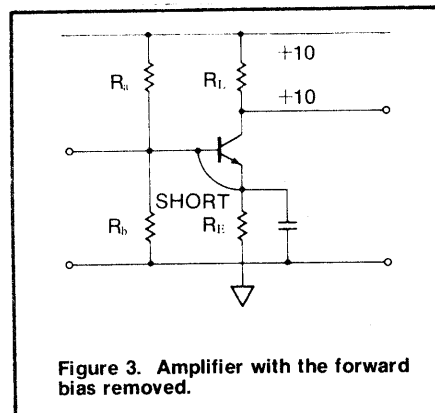 +10
Ra
RL
+10
SHORT
Rb
RE
Figure 3. Amplifier with the forward
bias removed.